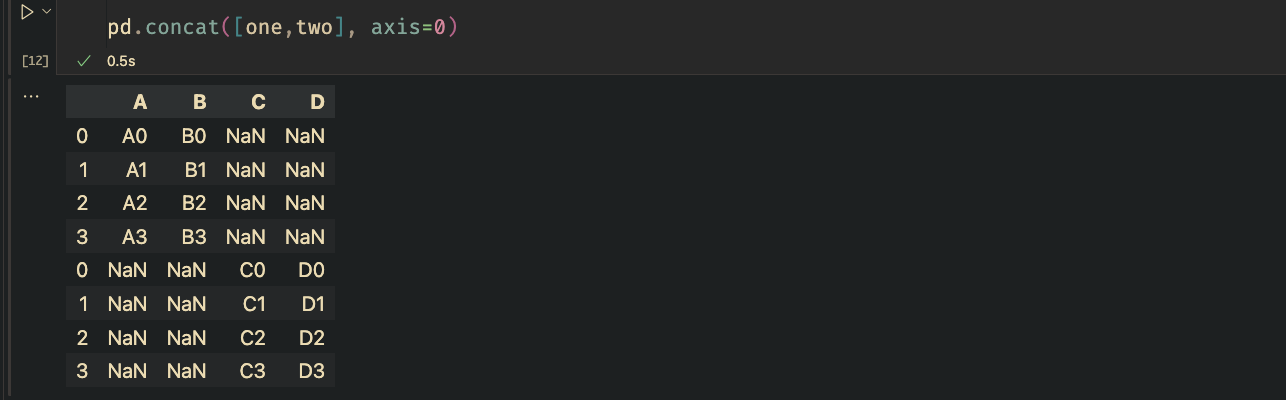 pd.concat([one,two], axis=0)
[12] 0.5s
...
A B C D
0 A0 B0 NaN NaN
1 A1 B1 NaN NaN
2 A2 B2 NaN NaN
3 A3 B3 NaN NaN
0 NaN NaN C0 D0
1 NaN NaN C1 D1
2 NaN NaN C2 D2
3 NaN NaN C3 D3